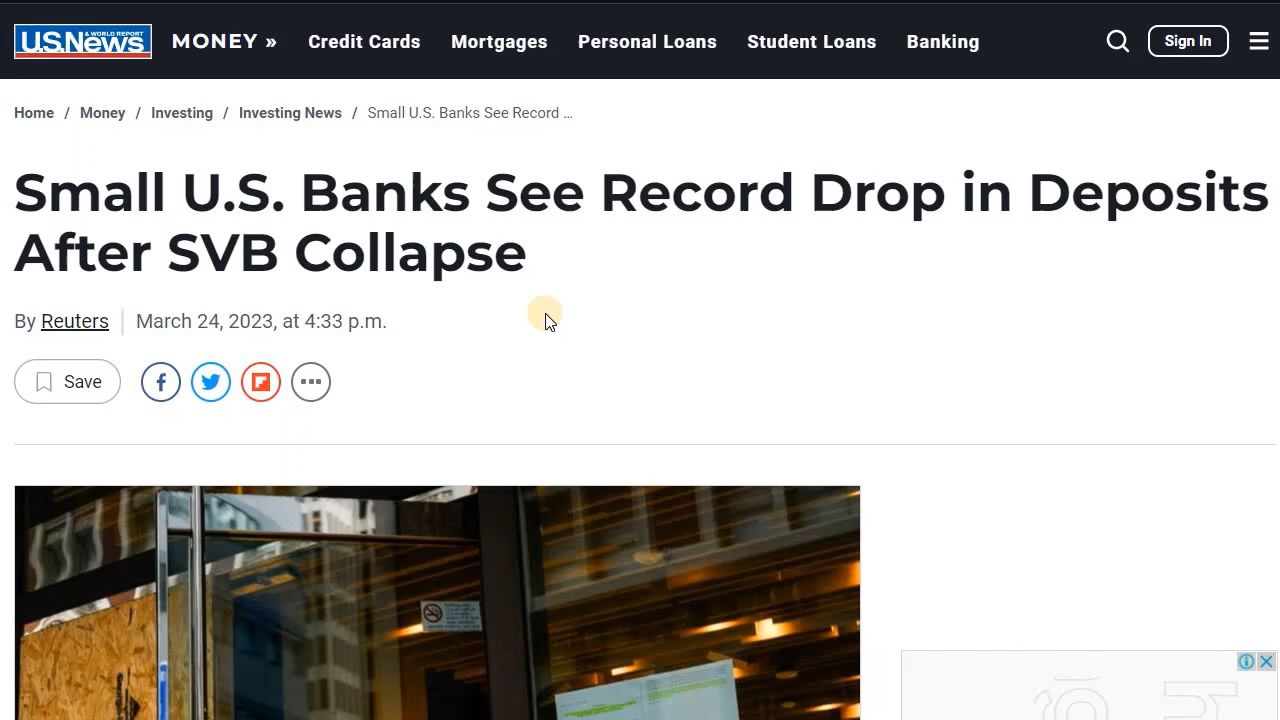 U.S.News
& WORLD REPORT
MONEY »
Credit Cards
Mortgages
Personal Loans
Student Loans
Banking
Sign In
Home / Money / Investing / Investing News / Small U.S. Banks See Record ...
Small U.S. Banks See Record Drop in Deposits
After SVB Collapse
By Reuters | March 24, 2023, at 4:33 p.m.
Save